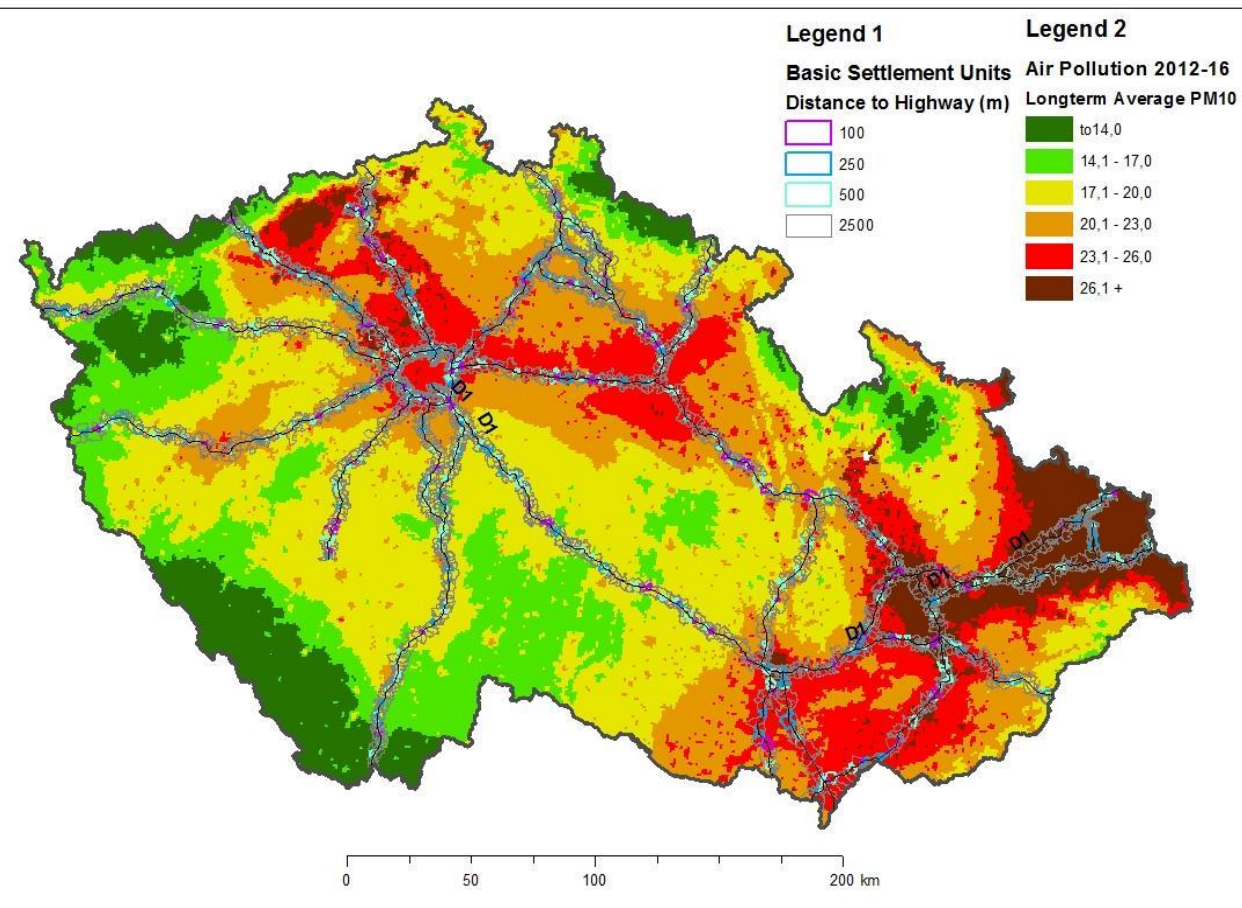 Legend 1
Basic Settlement Units
Distance to Highway (m)
100
250
500
2500
Legend 2
Air Pollution 2012-16
Longterm Average PM10
to14,0
14,1 - 17,0
17,1 - 20,0
20,1 - 23,0
23,1 - 26,0
26,1 +
D1
D1
D1
D1
D1
0 50 100 200 km